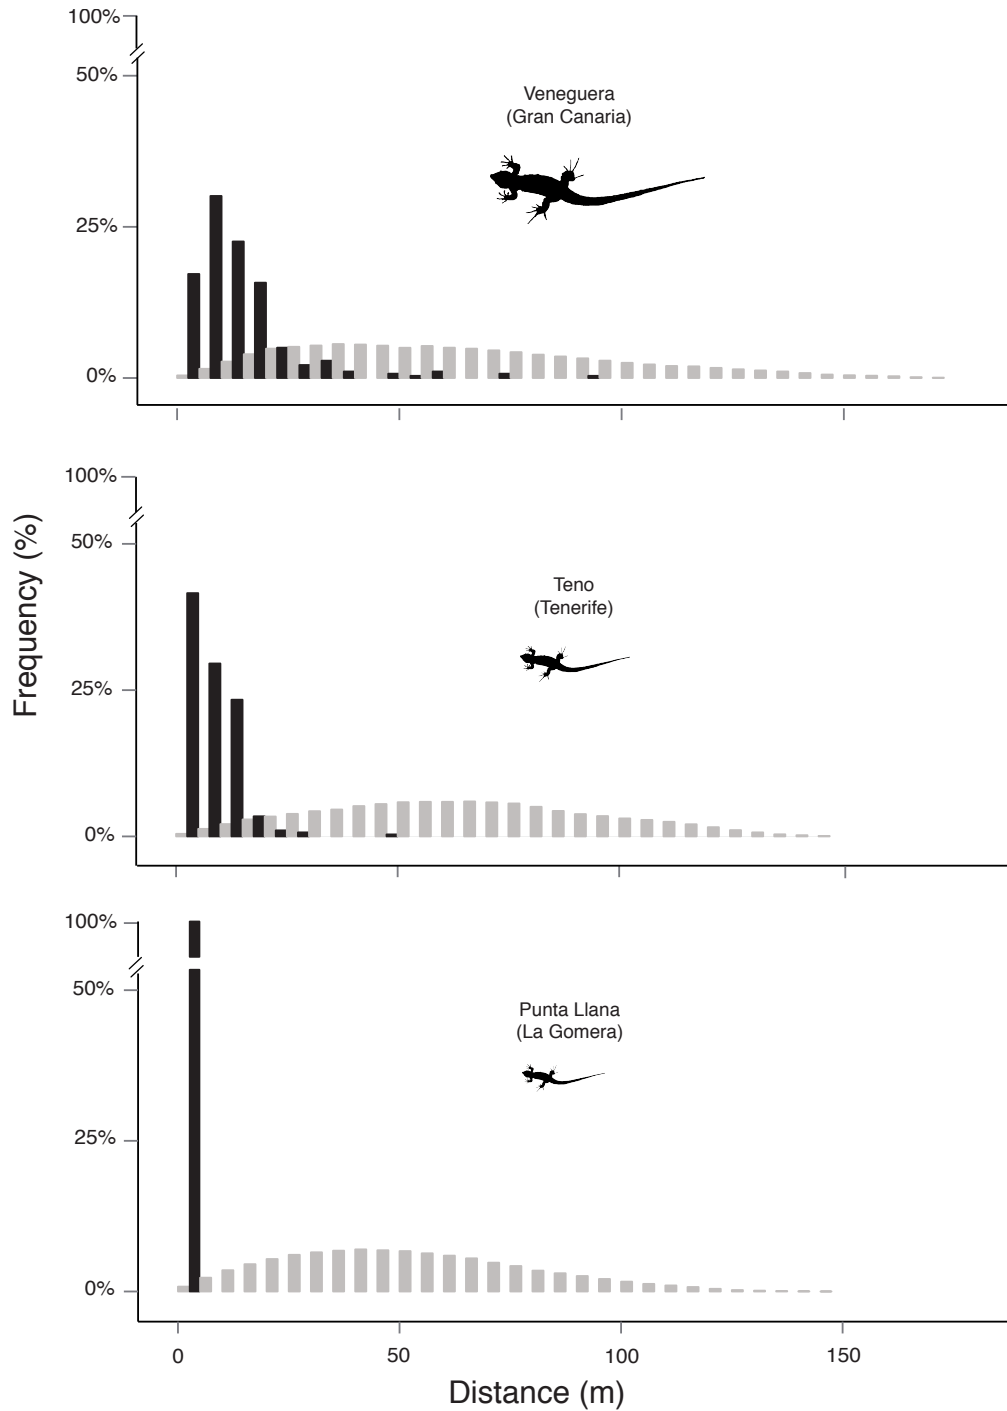 100%
50%
Veneguera
(Gran Canaria)
25%
0%
100%
50%
Teno
(Tenerife)
25%
0%
Frequency (%)
100%
50%
Punta Llana
(La Gomera)
25%
0%
0 50 100 150
Distance (m)